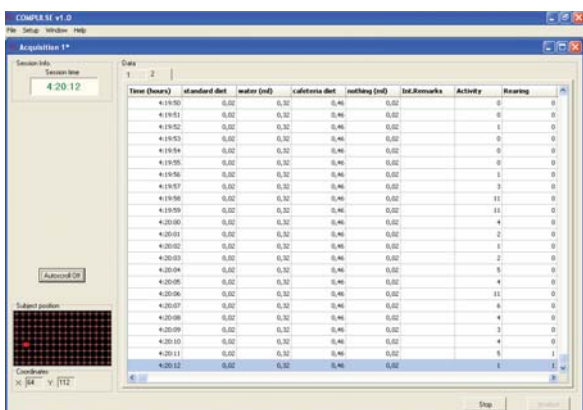 COMPULSE v1.0
File Setup Window Help
Acquisition 1*
Session Info
Session time
4:20:12
Data
1 2
Time (hours) standard diet water (ml) cafeteria diet nothing (ml) Int.Remarks Activity Rearing
4:19:50 0,02 0,32 0,46 0,02 0 0
4:19:51 0,02 0,32 0,46 0,02 0 0
4:19:52 0,02 0,32 0,46 0,02 1 0
4:19:53 0,02 0,32 0,46 0,02 0 0
4:19:54 0,02 0,32 0,46 0,02 0 0
4:19:55 0,02 0,32 0,46 0,02 0 0
4:19:56 0,02 0,32 0,46 0,02 1 0
4:19:57 0,02 0,32 0,46 0,02 3 0
4:19:58 0,02 0,32 0,46 0,02 11 0
4:19:59 0,02 0,32 0,46 0,02 11 0
4:20:00 0,02 0,32 0,46 0,02 4 0
4:20:01 0,02 0,32 0,46 0,02 2 0
4:20:02 0,02 0,32 0,46 0,02 1 0
4:20:03 0,02 0,32 0,46 0,02 2 0
4:20:04 0,02 0,32 0,46 0,02 5 0
4:20:05 0,02 0,32 0,46 0,02 4 0
4:20:06 0,02 0,32 0,46 0,02 11 0
4:20:07 0,02 0,32 0,46 0,02 6 0
4:20:08 0,02 0,32 0,46 0,02 4 0
4:20:09 0,02 0,32 0,46 0,02 3 0
4:20:10 0,02 0,32 0,46 0,02 4 0
4:20:11 0,02 0,32 0,46 0,02 5 1
4:20:12 0,02 0,32 0,46 0,02 1 1
Autoscroll Off
Subject position
Coordinates
X: 64 Y: 112
Stop